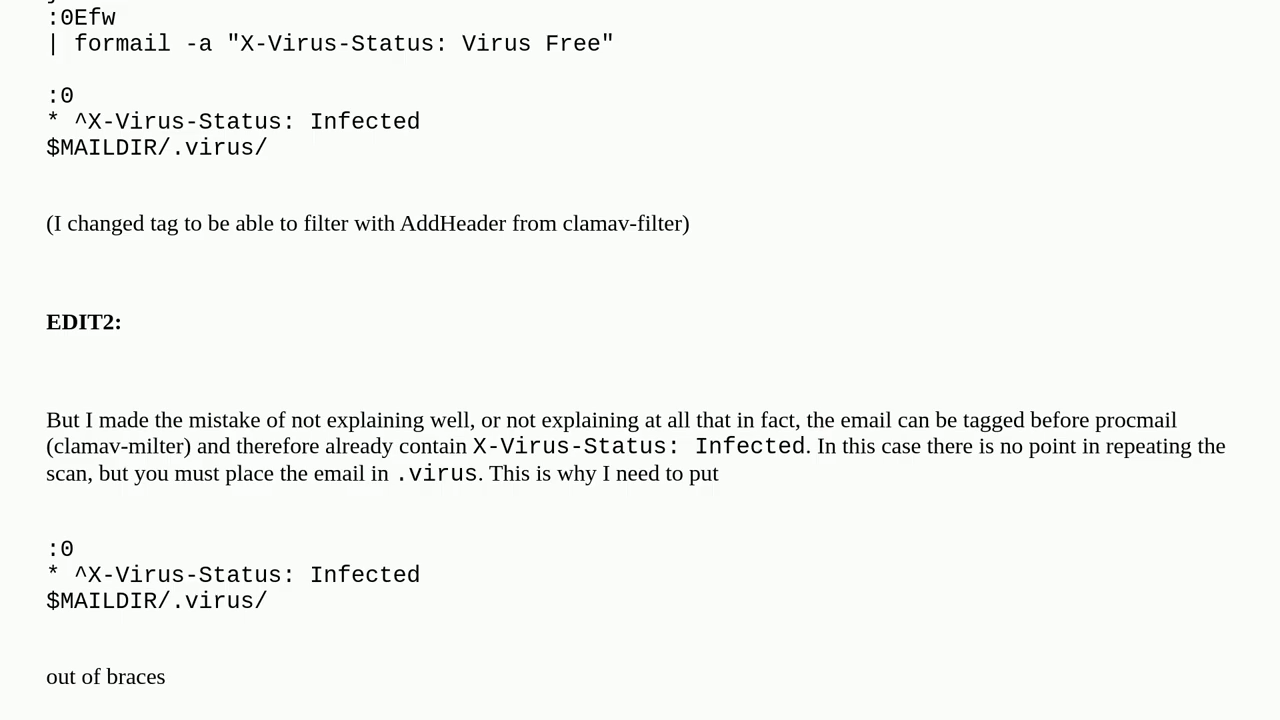 :0Efw
| formail -a "X-Virus-Status: Virus Free"
:0
* ^X-Virus-Status: Infected
$MAILDIR/.virus/
(I changed tag to be able to filter with AddHeader from clamav-filter)
EDIT2:
But I made the mistake of not explaining well, or not explaining at all that in fact, the email can be tagged before procmail
(clamav-milter) and therefore already contain X-Virus-Status: Infected. In this case there is no point in repeating the
scan, but you must place the email in .virus. This is why I need to put
:0
* ^X-Virus-Status: Infected
$MAILDIR/.virus/
out of braces